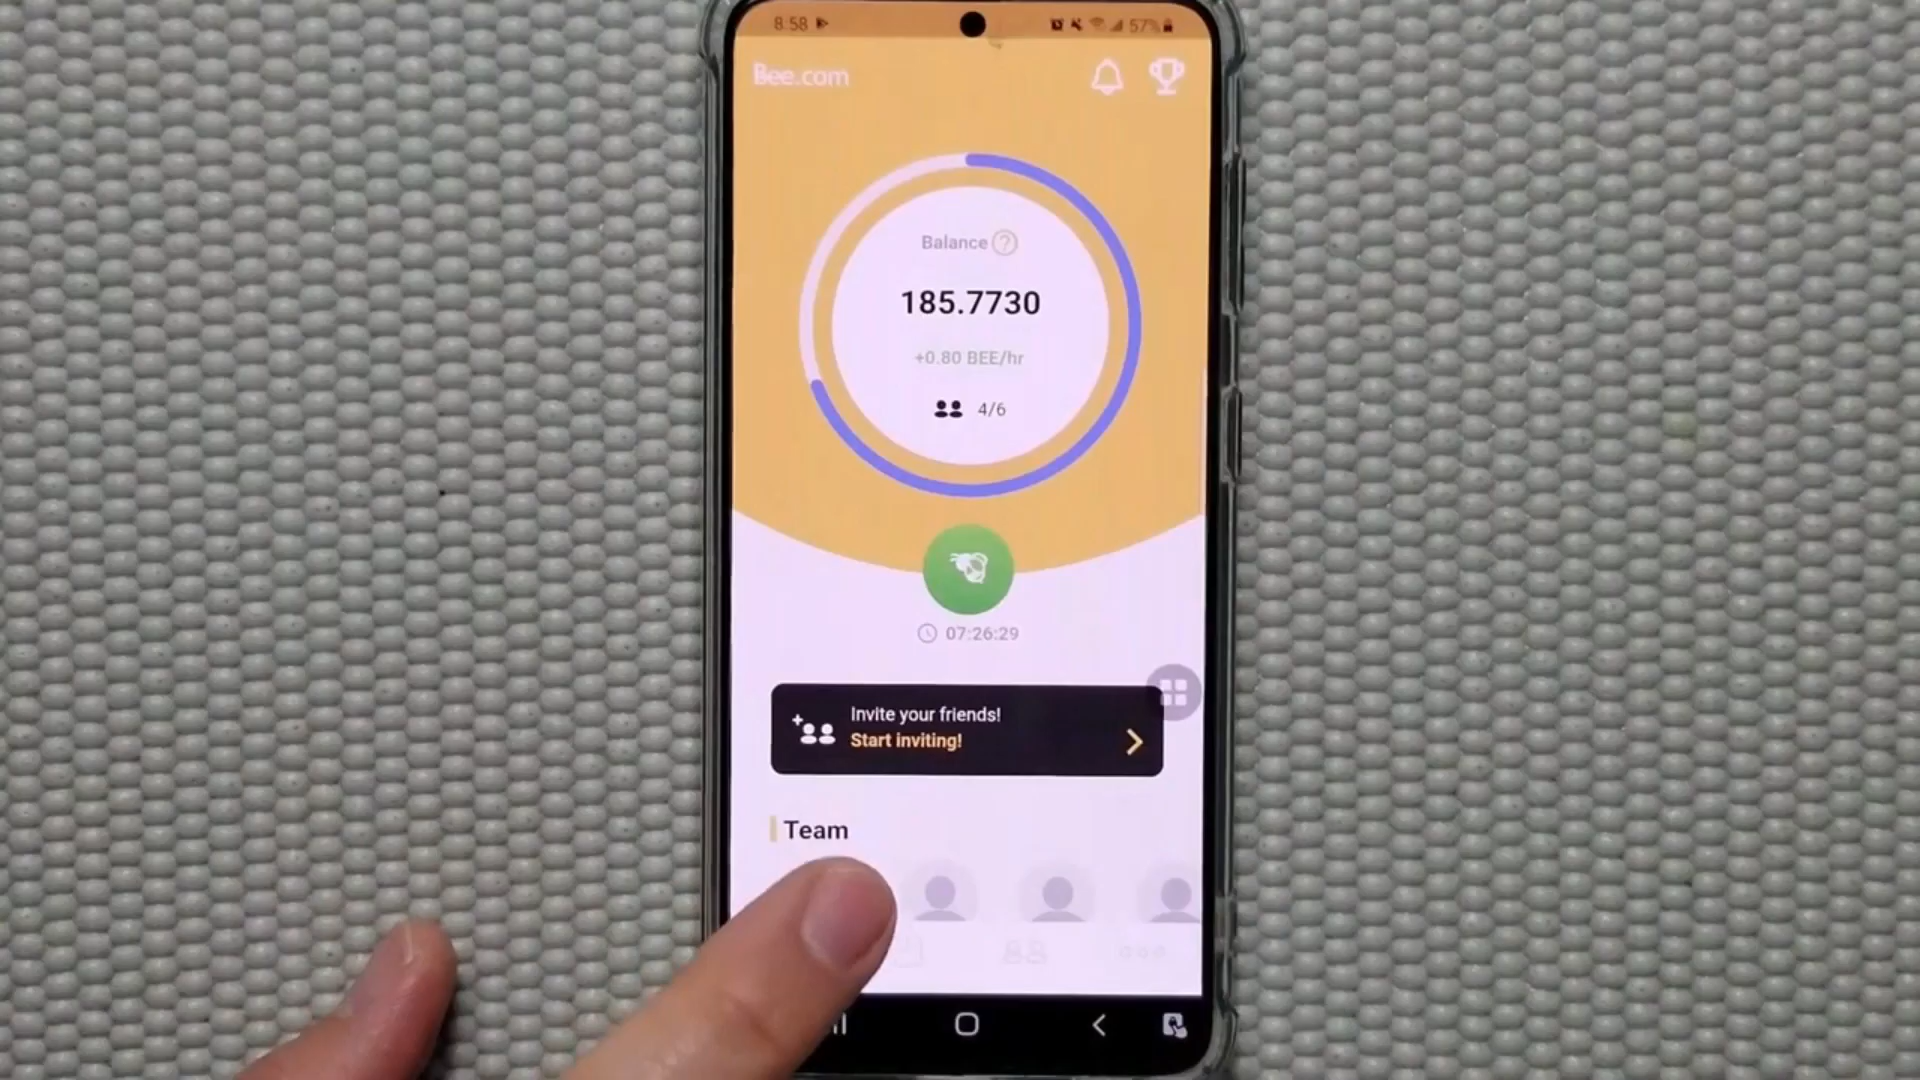 8:58
57%
Bee.com
Balance ?
185.7730
+0.80 BEE/hr
4/6
07:26:29
Invite your friends!
Start inviting!
Team